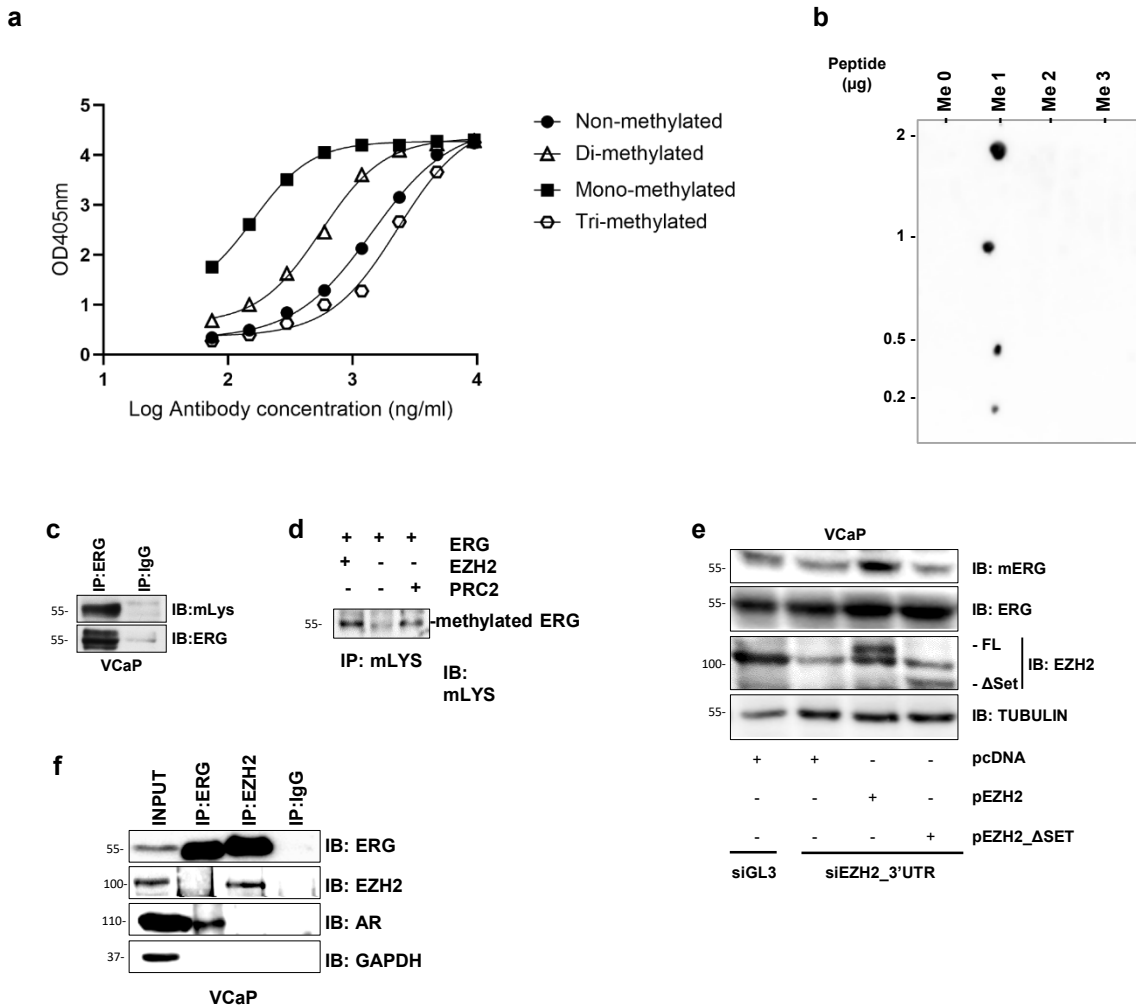 a
5
4
3
2
1
0
OD405nm
1 2 3 4
Log Antibody concentration (ng/ml)
Non-methylated
Di-methylated
Mono-methylated
Tri-methylated
b
Peptide
(µg)
Me 0
Me 1
Me 2
Me 3
2 -
1 -
0.5 -
0.2 -
c
IP:ERG
IP:IgG
55- IB:mLys
55- IB:ERG
VCaP
d
+ + + ERG
+ - - EZH2
- - + PRC2
55- -methylated ERG
IP: mLYS
IB:
mLYS
e
VCaP
55- IB: mERG
55- IB: ERG
- FL
100- IB: EZH2
- ΔSet
55- IB: TUBULIN
+ + - - pcDNA
- - + - pEZH2
- - - + pEZH2_ΔSET
siGL3 siEZH2_3'UTR
f
INPUT
IP:ERG
IP:EZH2
IP:IgG
55- IB: ERG
100- IB: EZH2
110- IB: AR
37- IB: GAPDH
VCaP